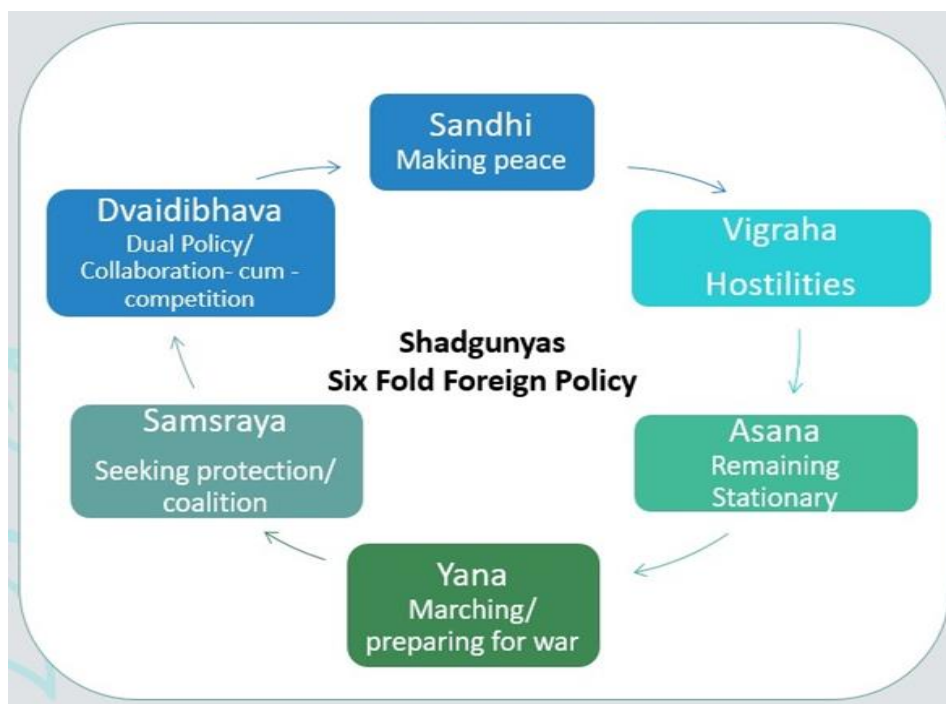 Sandhi
Making peace
Vigraha
Hostilities
Asana
Remaining
Stationary
Yana
Marching/
preparing for war
Samsraya
Seeking protection/
coalition
Dvaidibhava
Dual Policy/
Collaboration- cum -
competition
Shadgunyas
Six Fold Foreign Policy